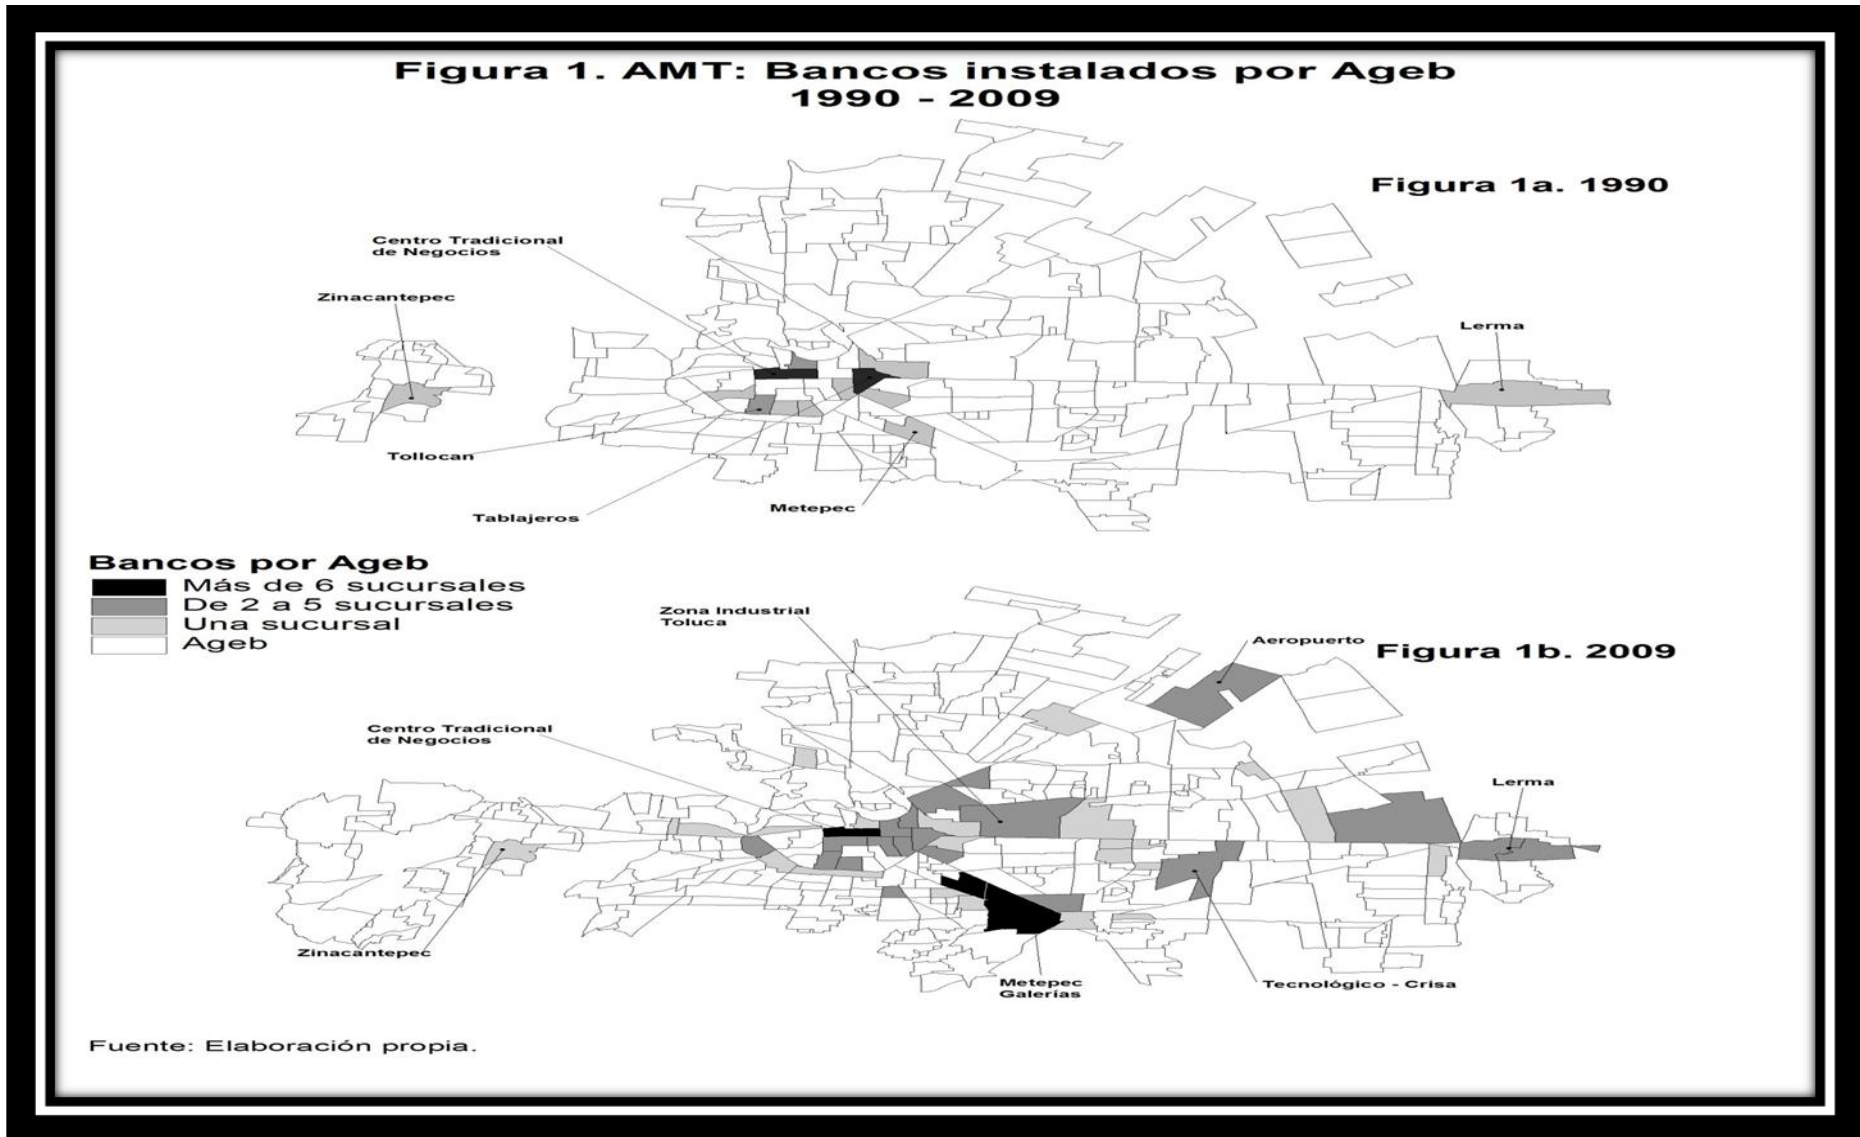 Figura 1. AMT: Bancos instalados por Ageb
1990 - 2009
Figura 1a. 1990
Centro Tradicional
de Negocios
Zinacantepec
Lerma
Tollocan
Tablajeros
Metepec
Bancos por Ageb
Más de 6 sucursales
De 2 a 5 sucursales
Una sucursal
Ageb
Zona Industrial
Toluca
Aeropuerto
Figura 1b. 2009
Centro Tradicional
de Negocios
Lerma
Zinacantepec
Metepec
Galerías
Tecnológico - Crisa
Fuente: Elaboración propia.